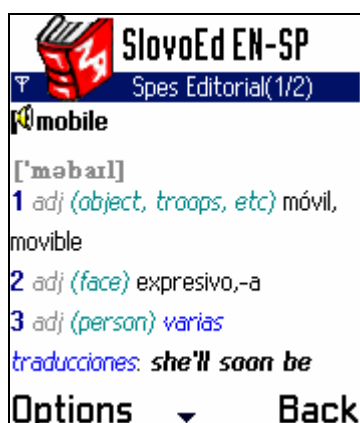 SlovoEd EN-SP
Spes Editorial(1/2)
mobile
['məbaɪl]
1 adj (object, troops, etc) móvil,
movible
2 adj (face) expresivo,-a
3 adj (person) varias
traducciones: she'll soon be
Options Back